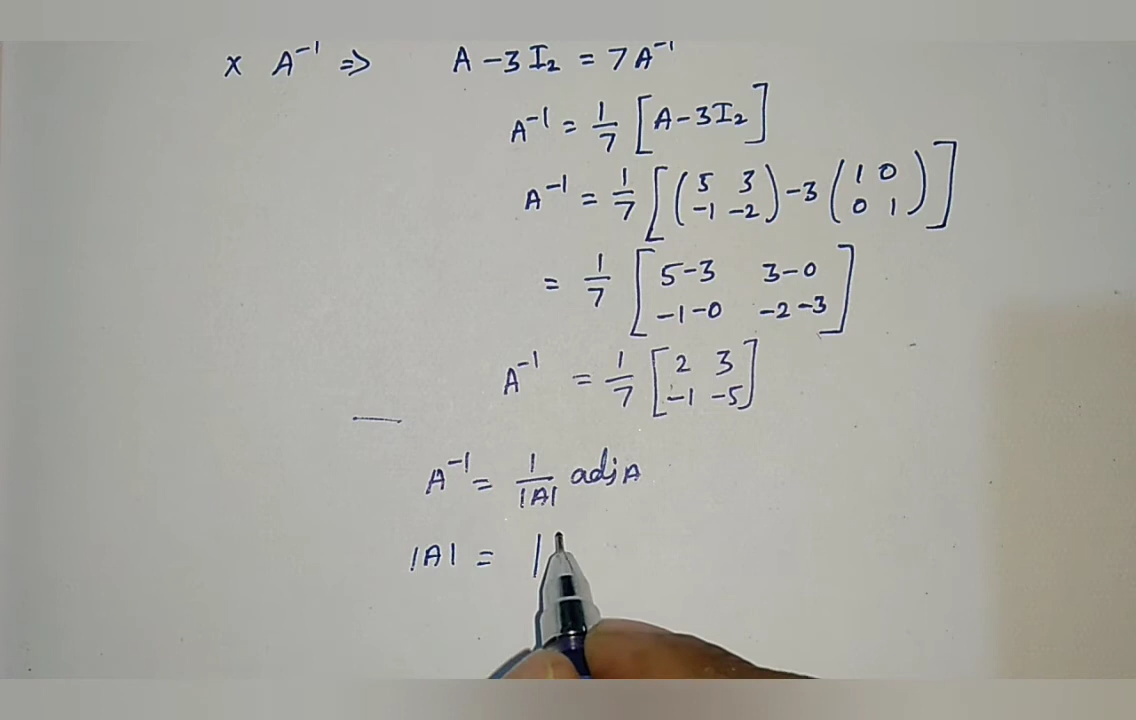 × A⁻¹ ⇒ A - 3I₂ = 7A⁻¹
A⁻¹ = 1/7 [A - 3I₂]
A⁻¹ = 1/7 [(5 3 -1 -2) - 3 (1 0 0 1)]
= 1/7 [5-3 3-0 -1-0 -2-3]
A⁻¹ = 1/7 [2 3 -1 -5]
A⁻¹ = 1/|A| adj A
|A| = |